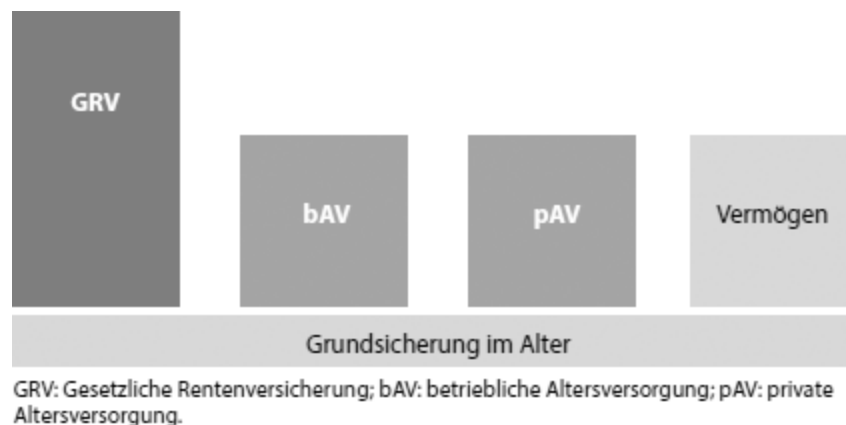 GRV
bAV
pAV
Vermögen
Grundsicherung im Alter
GRV: Gesetzliche Rentenversicherung; bAV: betriebliche Altersversorgung; pAV: private
Altersversorgung.